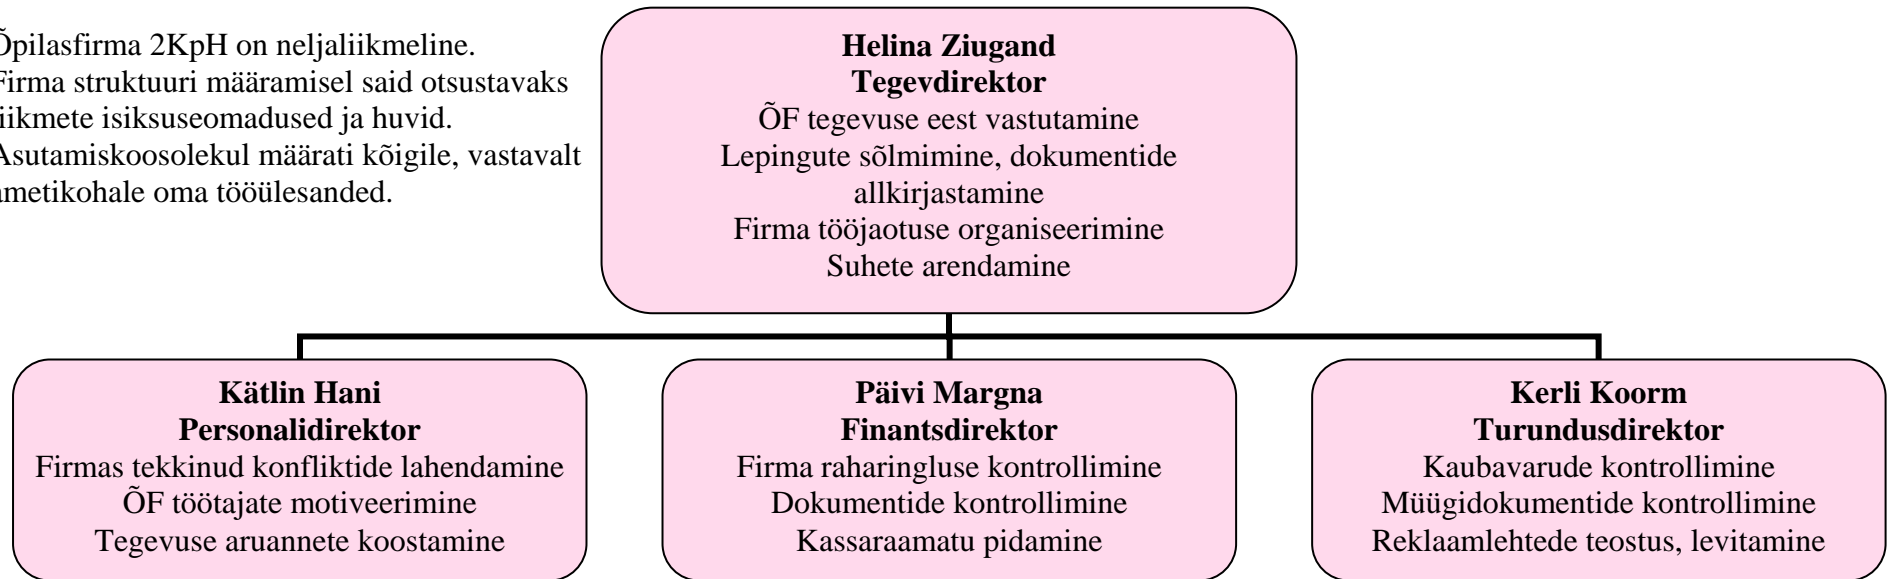 Õpilasfirma 2KpH on neljaliikmeline.
Firma struktuuri määramisel said otsustavaks
liikmete isiksuseomadused ja huvid.
Asutamiskoosolekul määrati kõigile, vastavalt
ametikohale oma tööülesanded.
Helina Ziugand
Tegevdirektor
ÕF tegevuse eest vastutamine
Lepingute sõlmimine, dokumentide
allkirjastamine
Firma tööjaotuse organiseerimine
Suhete arendamine
Kätlin Hani
Personalidirektor
Firmas tekkinud konfliktide lahendamine
ÕF töötajate motiveerimine
Tegevuse aruannete koostamine
Päivi Margna
Finantsdirektor
Firma raharingluse kontrollimine
Dokumentide kontrollimine
Kassaraamatu pidamine
Kerli Koorm
Turundusdirektor
Kaubavarude kontrollimine
Müügidokumentide kontrollimine
Reklaamlehtede teostus, levitamine